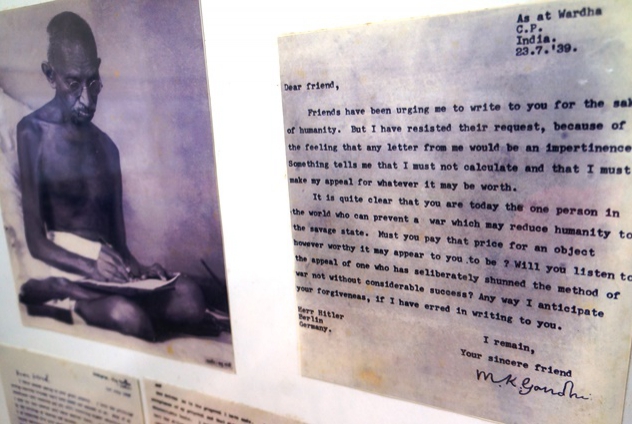 As at Wardha
C.P.
India.
23.7.'39.
Dear friend,
Friends have been urging me to write to you for the sak
of humanity. But I have resisted their request, because of
the feeling that any letter from me would be an impertinence
Something tells me that I must not calculate and that I must
make my appeal for whatever it may be worth.
It is quite clear that you are today the one person in
the world who can prevent a war which may reduce humanity to
the savage state. Must you pay that price for an object
however worthy it may appear to you to be ? Will you listen to
the appeal of one who has seliberately shunned the method of
war not without considerable success? Any way I anticipate
your forgiveness, if I have erred in writing to you.
Herr Hitler
Berlin
Germany.
I remain,
Your sincere friend
M.K.Gandhi